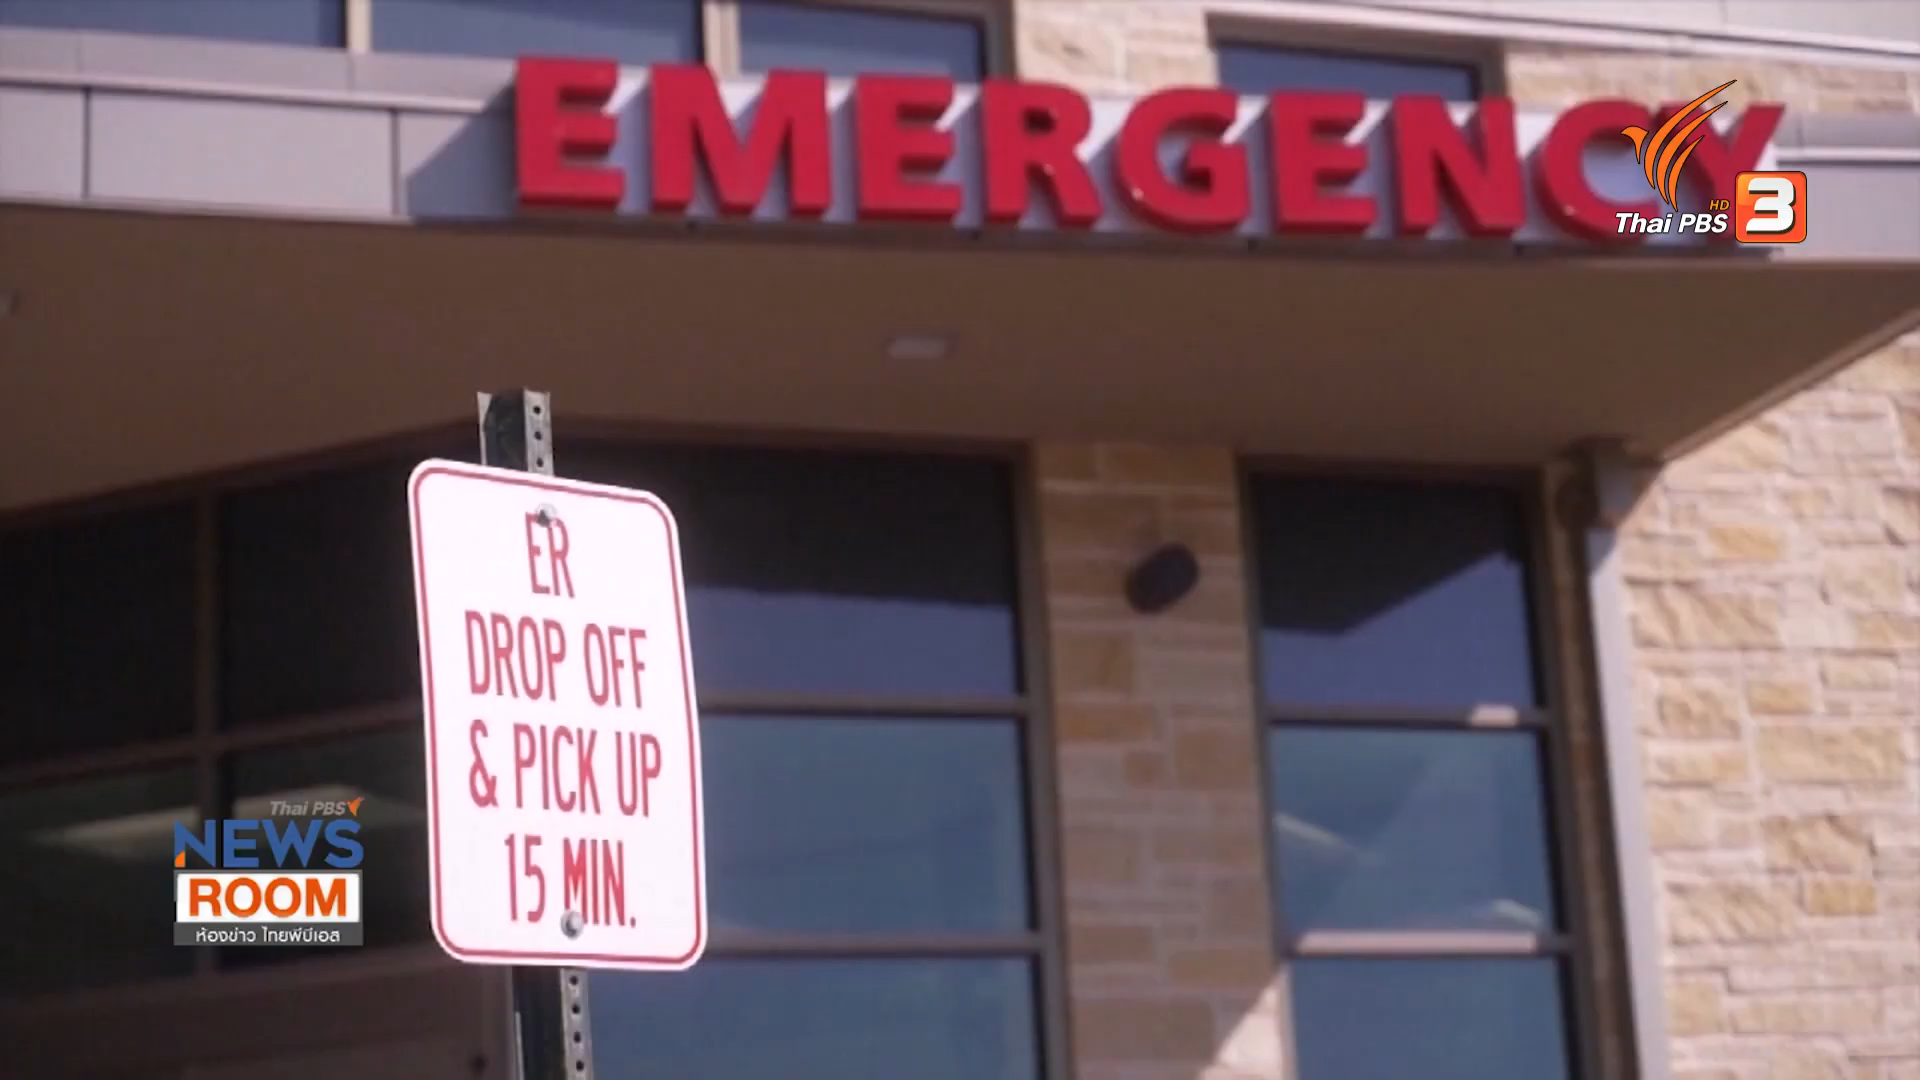 EMERGENCY
HD
Thai PBS 3
ER
DROP OFF
& PICK UP
15 MIN.
Thai PBS
NEWS
ROOM
ห้องข่าว ไทยพีบีเอส